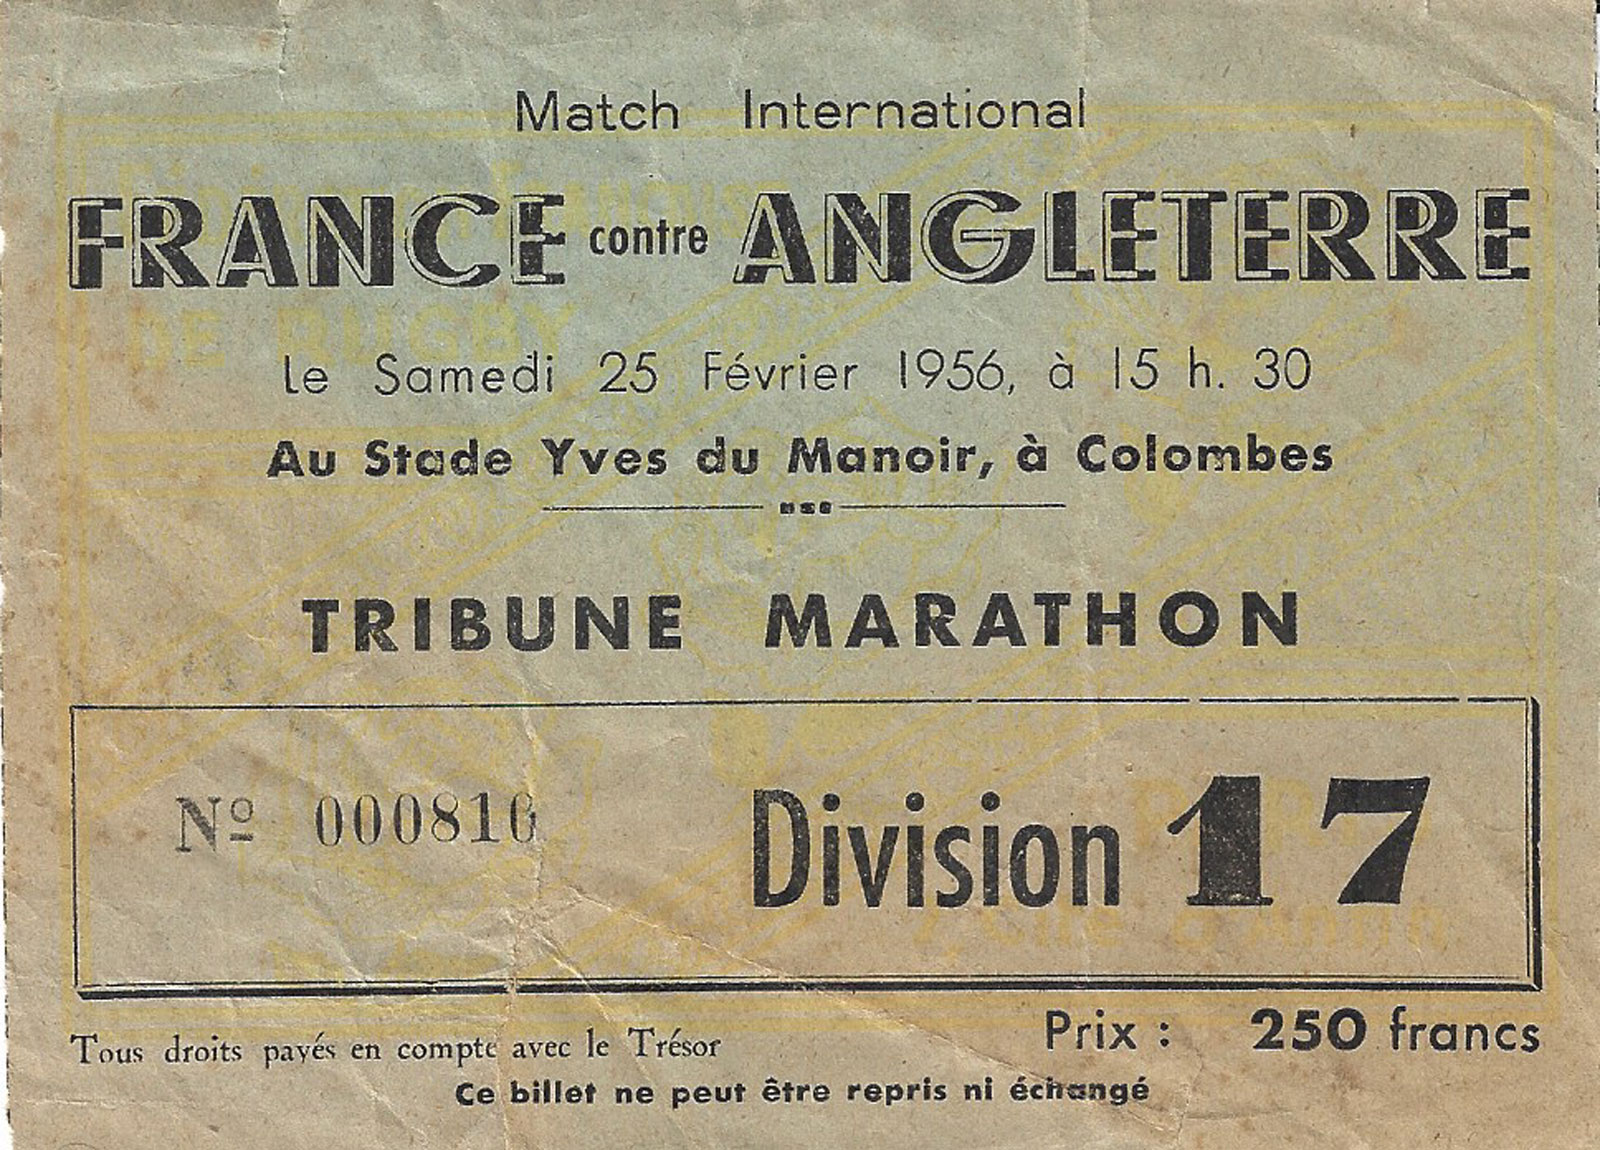 Match International
FRANCE contre ANGLETERRE
DE RUGBY
Le Samedi 25 Février 1956, à 15 h. 30
Au Stade Yves du Manoir, à Colombes
TRIBUNE MARATHON
Nº 000810 Division 17
Prix : 250 francs
Tous droits payés en compte avec le Trésor
Ce billet ne peut être repris ni échangé